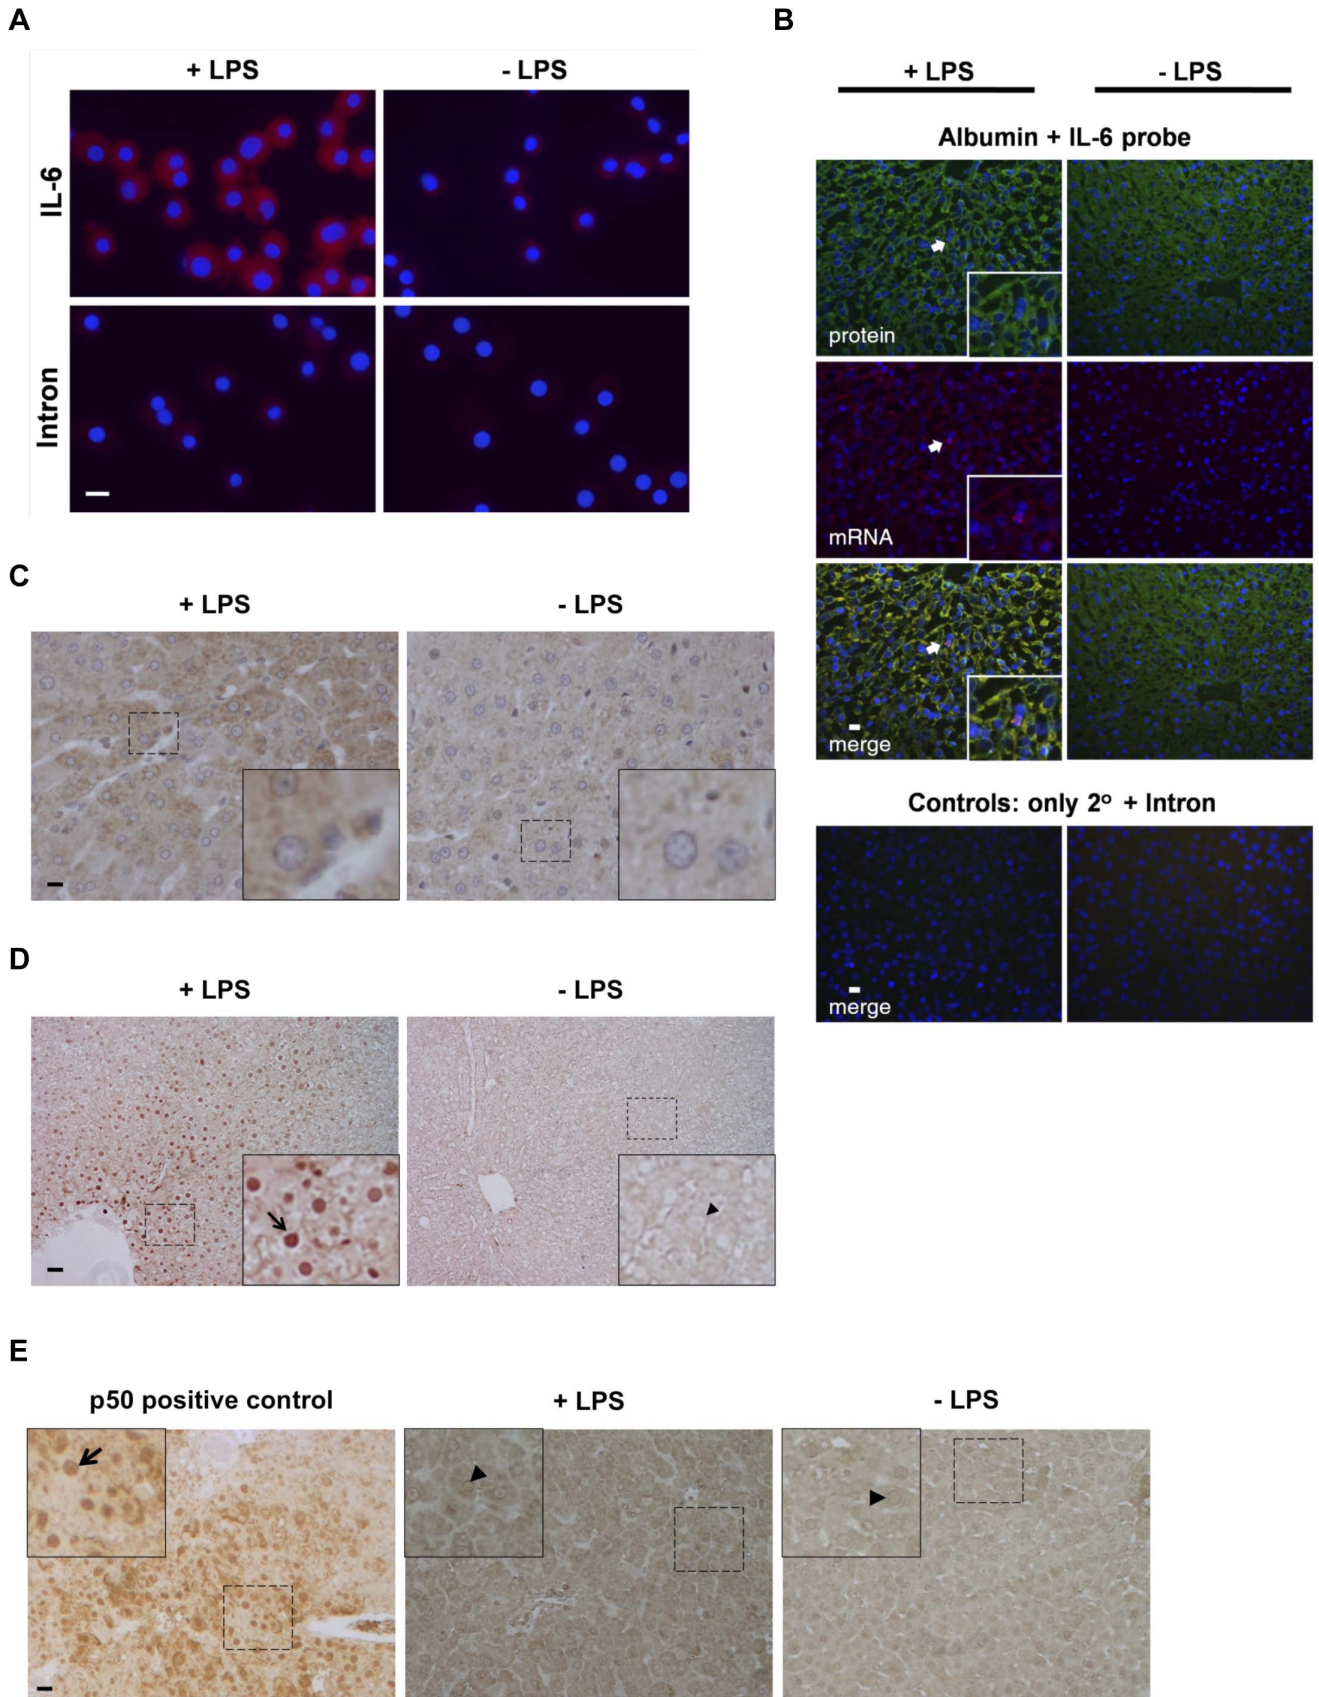 A
+ LPS - LPS
IL-6
Intron
B
+ LPS - LPS
Albumin + IL-6 probe
protein
mRNA
merge
Controls: only 2º + Intron
merge
C
+ LPS - LPS
D
+ LPS - LPS
E
p50 positive control + LPS - LPS